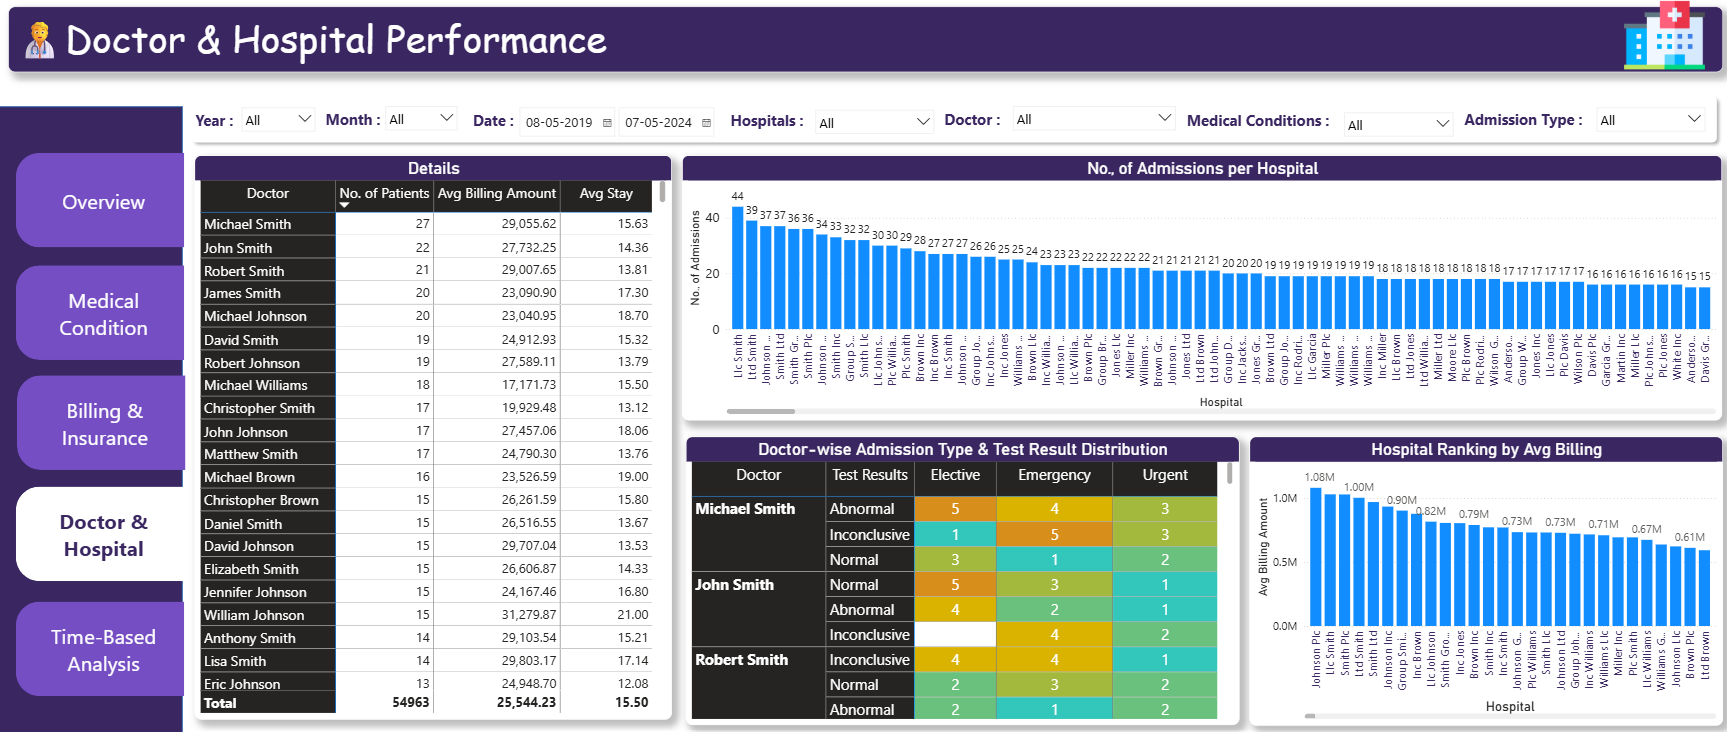 Doctor & Hospital Performance
Year : All Month : All Date : 08-05-2019 07-05-2024 Hospitals : All Doctor : All Medical Conditions : All Admission Type : All
Overview
Medical
Condition
Billing &
Insurance
Doctor &
Hospital
Time-Based
Analysis
Details
Doctor No. of Patients Avg Billing Amount Avg Stay
Michael Smith 27 29,055.62 15.63
John Smith 22 27,732.25 14.36
Robert Smith 21 29,007.65 13.81
James Smith 20 23,090.90 17.30
Michael Johnson 20 23,040.95 18.70
David Smith 19 24,912.93 15.32
Robert Johnson 19 27,589.11 13.79
Michael Williams 18 17,171.73 15.50
Christopher Smith 17 19,929.48 13.12
John Johnson 17 27,457.06 18.06
Matthew Smith 17 24,790.30 13.76
Michael Brown 16 23,526.59 19.00
Christopher Brown 15 26,261.59 15.80
Daniel Smith 15 26,516.55 13.67
David Johnson 15 29,707.04 13.53
Elizabeth Smith 15 26,606.87 14.33
Jennifer Johnson 15 24,167.46 16.80
William Johnson 15 31,279.87 21.00
Anthony Smith 14 29,103.54 15.21
Lisa Smith 14 29,803.17 17.14
Eric Johnson 13 24,948.70 12.08
Total 54963 25,544.23 15.50
No., of Admissions per Hospital
No., of Admissions
40
20
0
44 39 37 37 36 36 34 33 32 32 30 30 29 28 27 27 27 26 26 25 25 24 23 23 23 22 22 22 22 22 21 21 21 21 21 20 20 20 19 19 19 19 19 19 19 19 18 18 18 18 18 18 18 18 18 17 17 17 17 17 17 16 16 16 16 16 16 16 15 15
Llc Smith
Ltd Smith
Johnson ...
Smith Ltd
Smith Gr...
Smith Plc
Johnson ...
Smith Inc
Group S...
Smith Llc
Llc Johns...
Plc Willia...
Plc Smith
Brown Inc
Inc Brown
Inc Smith
Johnson ...
Group Jo...
Inc Johns...
Inc Jones
Williams ...
Brown Llc
Inc Willia...
Johnson ...
Llc Willia...
Brown Plc
Group Br...
Jones Llc
Miller Inc
Williams ...
Brown Gr...
Johnson ...
Jones Ltd
Ltd Brown
Ltd John...
Group D...
Inc Jacks...
Jones Gr...
Brown Ltd
Group Jo...
Inc Rodri...
Llc Garcia
Miller Plc
Williams ...
Williams ...
Williams ...
Inc Miller
Llc Brown
Ltd Jones
Ltd Willia...
Miller Ltd
Moore Llc
Plc Brown
Plc Rodri...
Wilson G...
Anderso...
Group W...
Jones Inc
Llc Jones
Plc Davis
Wilson Plc
Davis Plc
Garcia Gr...
Martin Inc
Miller Llc
Plc Johns...
Plc Jones
White Inc
Anderso...
Davis Gr...
Hospital
Doctor-wise Admission Type & Test Result Distribution
Doctor Test Results Elective Emergency Urgent
Michael Smith Abnormal 5 4 3
Inconclusive 1 5 3
Normal 3 1 2
John Smith Normal 5 3 1
Abnormal 4 2 1
Inconclusive 4 2
Robert Smith Inconclusive 4 4 1
Normal 2 3 2
Abnormal 2 1 2
Hospital Ranking by Avg Billing
Avg Billing Amount
1.0M
0.5M
0.0M
1.08M 1.00M 0.90M 0.82M 0.79M 0.73M 0.73M 0.71M 0.67M 0.61M
Johnson Plc
Llc Smith
Smith Plc
Ltd Smith
Smith Ltd
Johnson Inc
Group Smi...
Inc Brown
Llc Johnson
Smith Gro...
Inc Jones
Brown Inc
Smith Inc
Inc Smith
Johnson G...
Plc Williams
Smith Llc
Johnson Ltd
Group Joh...
Inc Williams
Williams Llc
Miller Inc
Plc Smith
Llc Williams
Williams G...
Johnson Llc
Brown Plc
Ltd Brown
Hospital